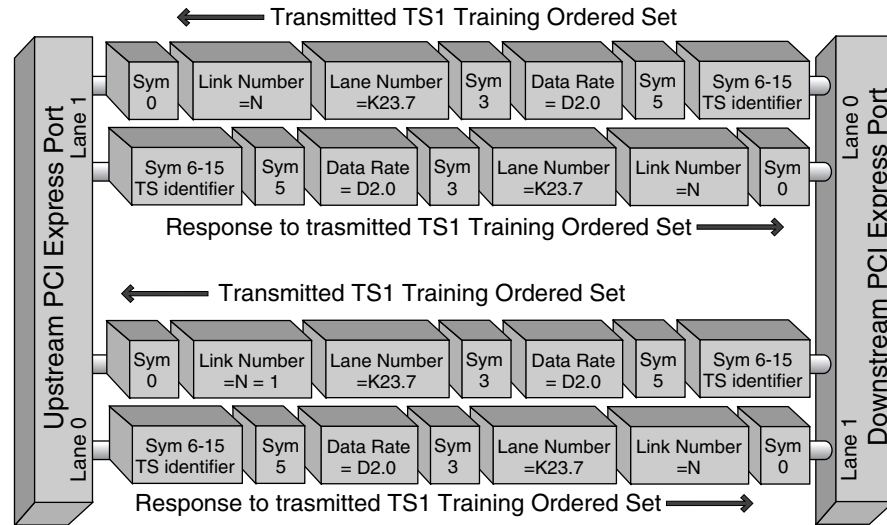 Transmitted TS1 Training Ordered Set
Sym 0
Link Number =N
Lane Number =K23.7
Sym 3
Data Rate = D2.0
Sym 5
Sym 6-15 TS identifier
Sym 6-15 TS identifier
Sym 5
Data Rate = D2.0
Sym 3
Lane Number =K23.7
Link Number =N
Sym 0
Response to trasmitted TS1 Training Ordered Set
Transmitted TS1 Training Ordered Set
Sym 0
Link Number =N = 1
Lane Number =K23.7
Sym 3
Data Rate = D2.0
Sym 5
Sym 6-15 TS identifier
Sym 6-15 TS identifier
Sym 5
Data Rate = D2.0
Sym 3
Lane Number =K23.7
Link Number =N
Sym 0
Response to trasmitted TS1 Training Ordered Set
Upstream PCI Express Port
Lane 1
Lane 0
Downstream PCI Express Port
Lane 0
Lane 1